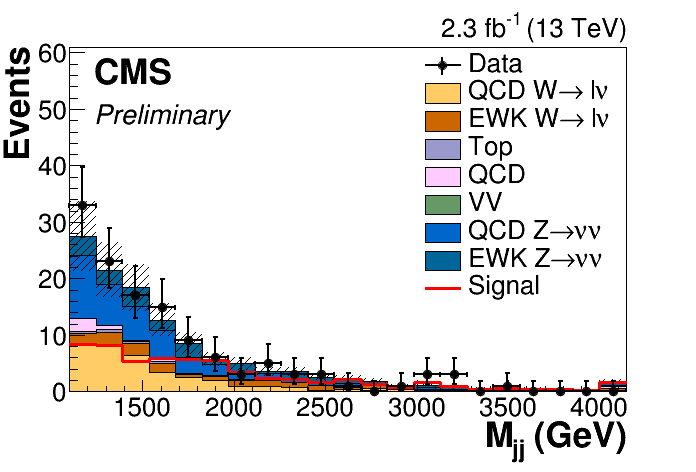 2.3 fb⁻¹ (13 TeV)
CMS
Preliminary
Events
60
50
40
30
20
10
0
Data
QCD W→ lν
EWK W→ lν
Top
QCD
VV
QCD Z→νν
EWK Z→νν
Signal
1500 2000 2500 3000 3500 4000
M_jj (GeV)